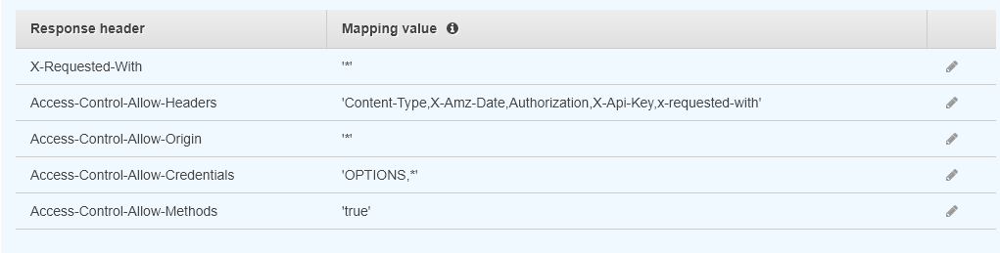 Response header Mapping value
X-Requested-With '*'
Access-Control-Allow-Headers 'Content-Type,X-Amz-Date,Authorization,X-Api-Key,x-requested-with'
Access-Control-Allow-Origin '*'
Access-Control-Allow-Credentials 'OPTIONS,*'
Access-Control-Allow-Methods 'true'